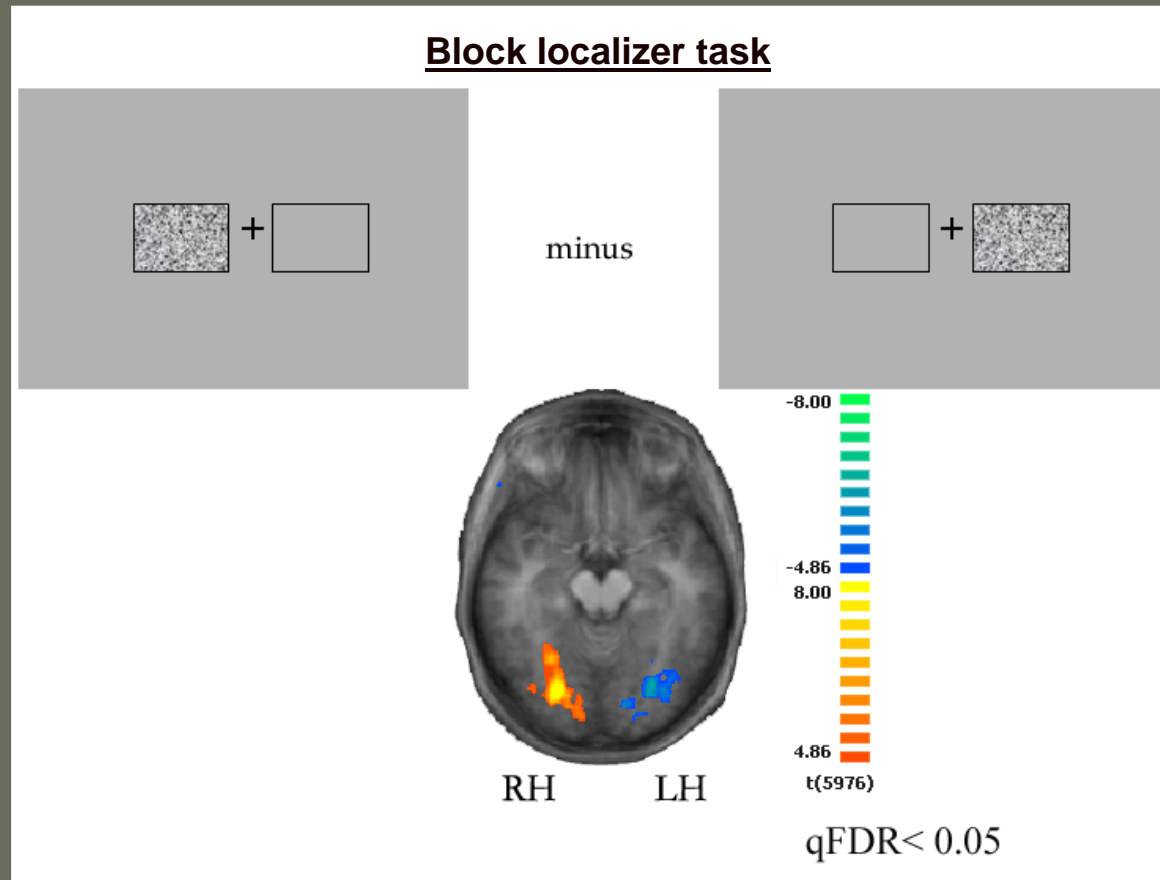 Block localizer task
+
minus
+
-8.00
-4.86
8.00
4.86
t(5976)
RH LH
qFDR< 0.05